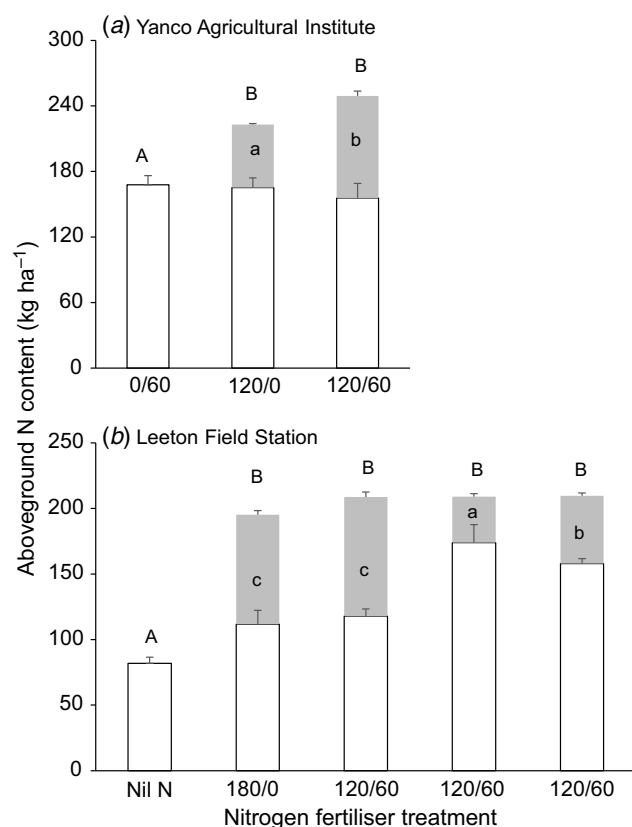 (a) Yanco Agricultural Institute
300
240
180
120
60
0
A
B
B
a
b
0/60
120/0
120/60
Aboveground N content (kg ha−1)
(b) Leeton Field Station
250
200
150
100
50
0
A
B
B
B
B
c
c
a
b
Nil N
180/0
120/60
120/60
120/60
Nitrogen fertiliser treatment